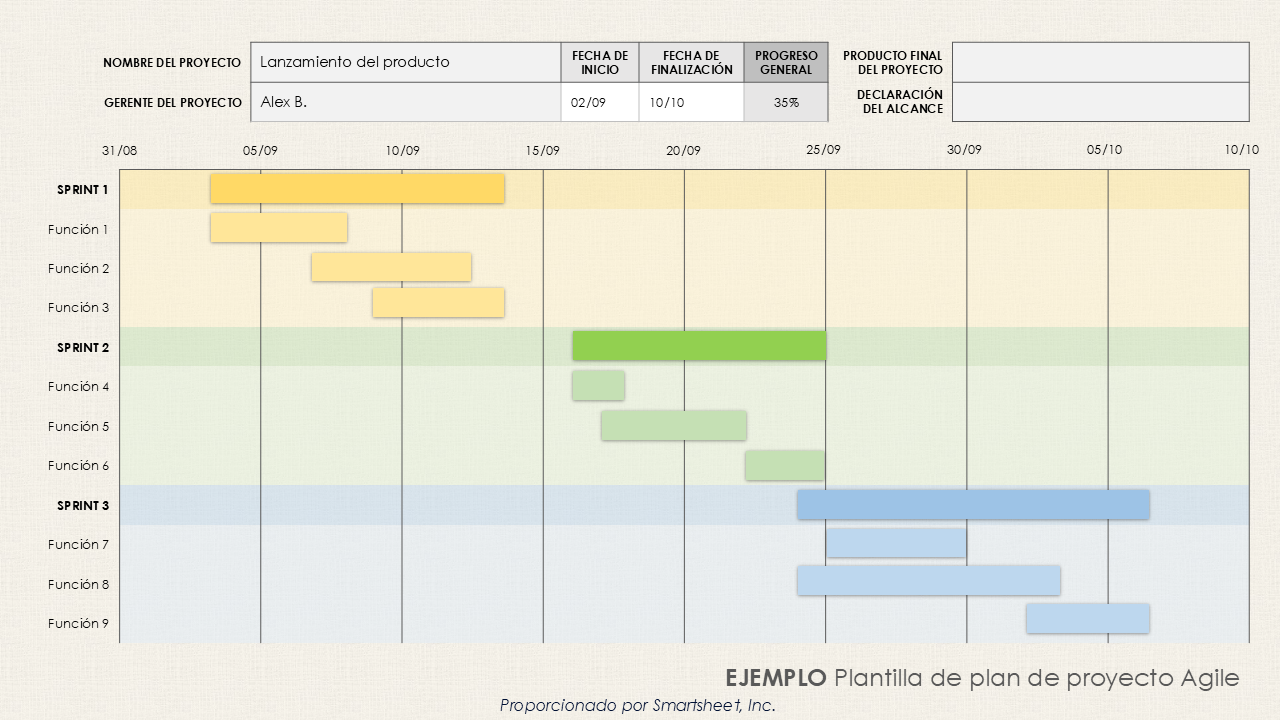 NOMBRE DEL PROYECTO
Lanzamiento del producto
FECHA DE
INICIO
FECHA DE
FINALIZACIÓN
PROGRESO
GENERAL
PRODUCTO FINAL
DEL PROYECTO
GERENTE DEL PROYECTO
Alex B.
02/09
10/10
35%
DECLARACIÓN
DEL ALCANCE
31/08 05/09 10/09 15/09 20/09 25/09 30/09 05/10 10/10
SPRINT 1
Función 1
Función 2
Función 3
SPRINT 2
Función 4
Función 5
Función 6
SPRINT 3
Función 7
Función 8
Función 9
EJEMPLO Plantilla de plan de proyecto Agile
Proporcionado por Smartsheet, Inc.